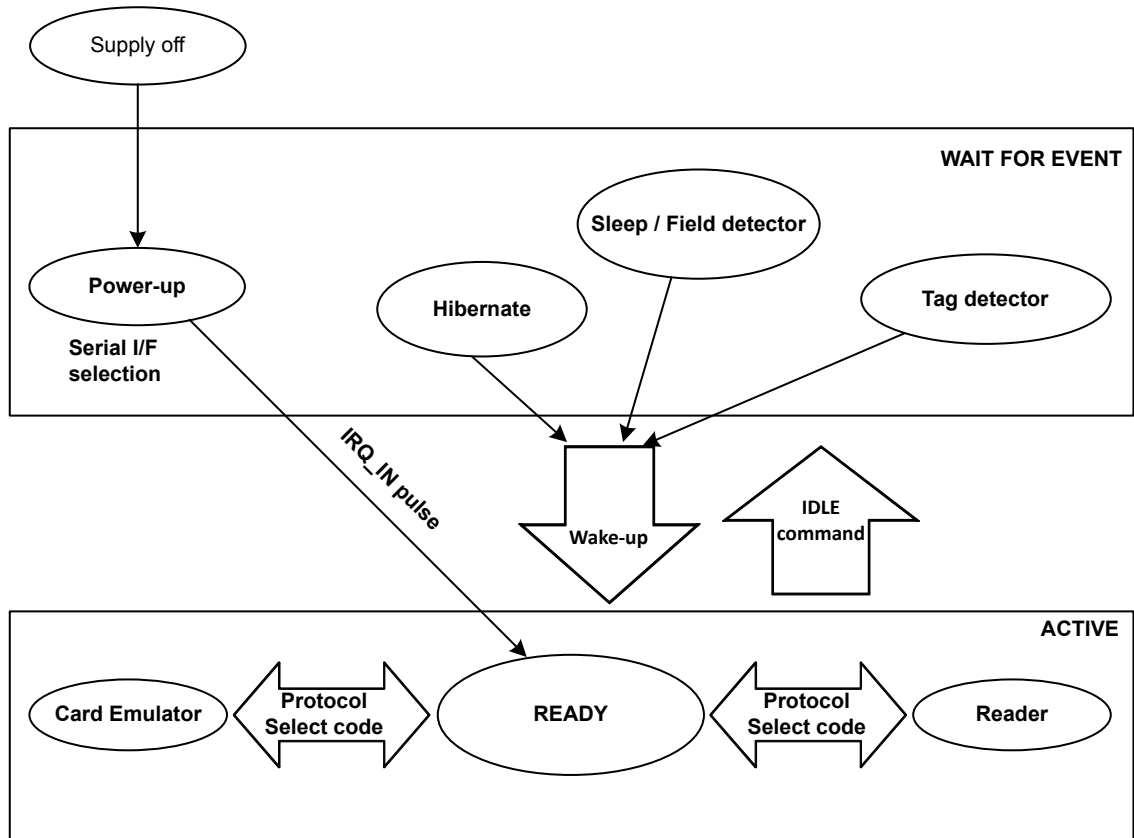 Supply off
WAIT FOR EVENT
Sleep / Field detector
Power-up
Hibernate
Tag detector
Serial I/F
selection
IRQ_IN pulse
Wake-up
IDLE
command
ACTIVE
Card Emulator
Protocol
Select code
READY
Protocol
Select code
Reader